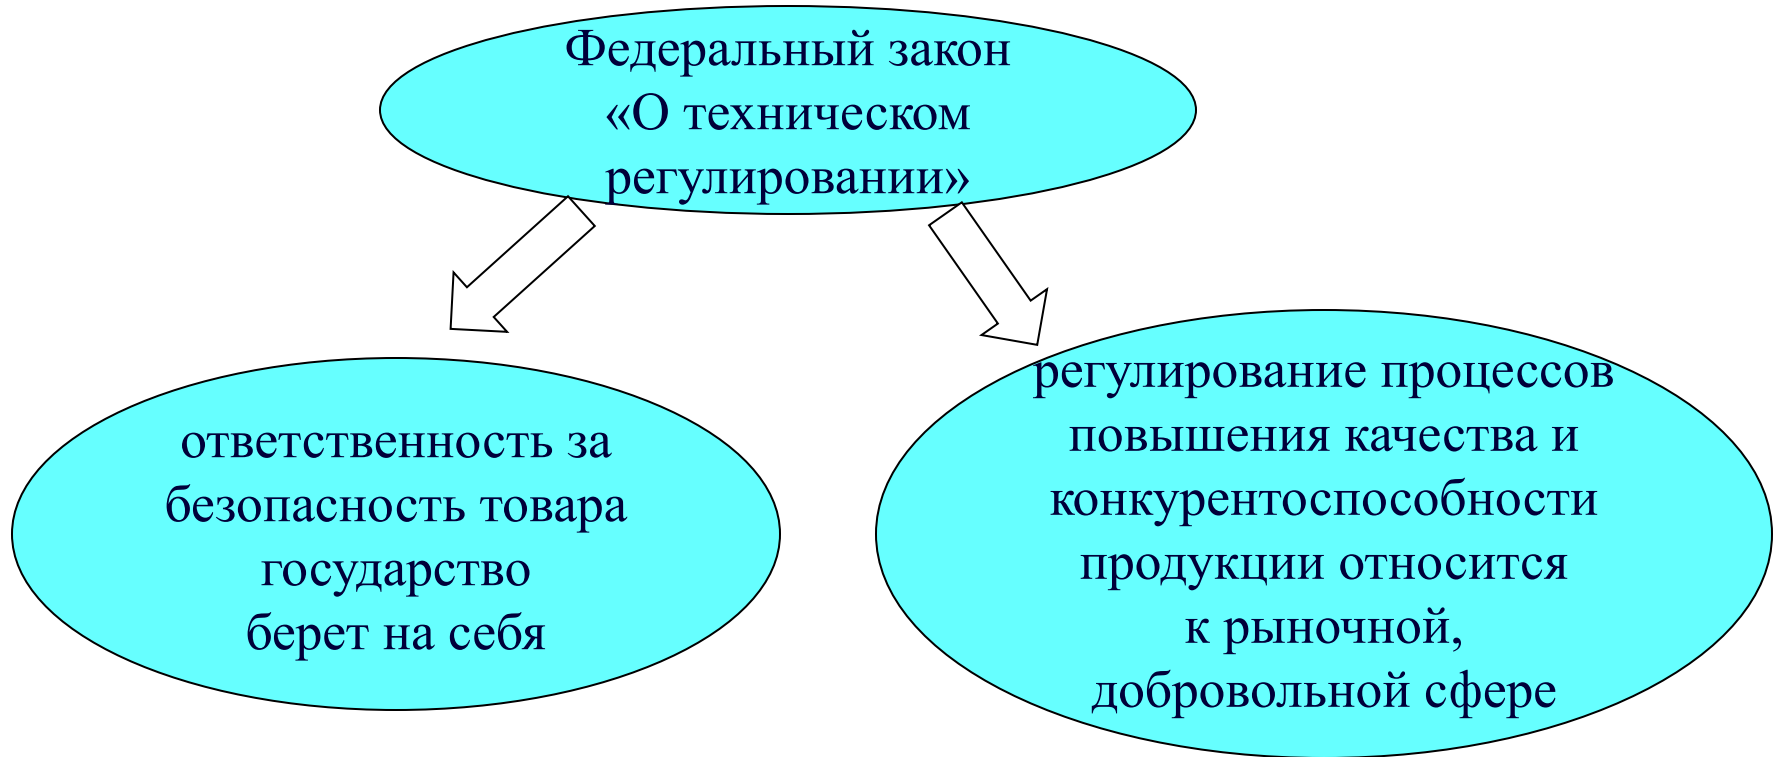 Федеральный закон
«О техническом
регулировании»
ответственность за
безопасность товара
государство
берет на себя
регулирование процессов
повышения качества и
конкурентоспособности
продукции относится
к рыночной,
добровольной сфере